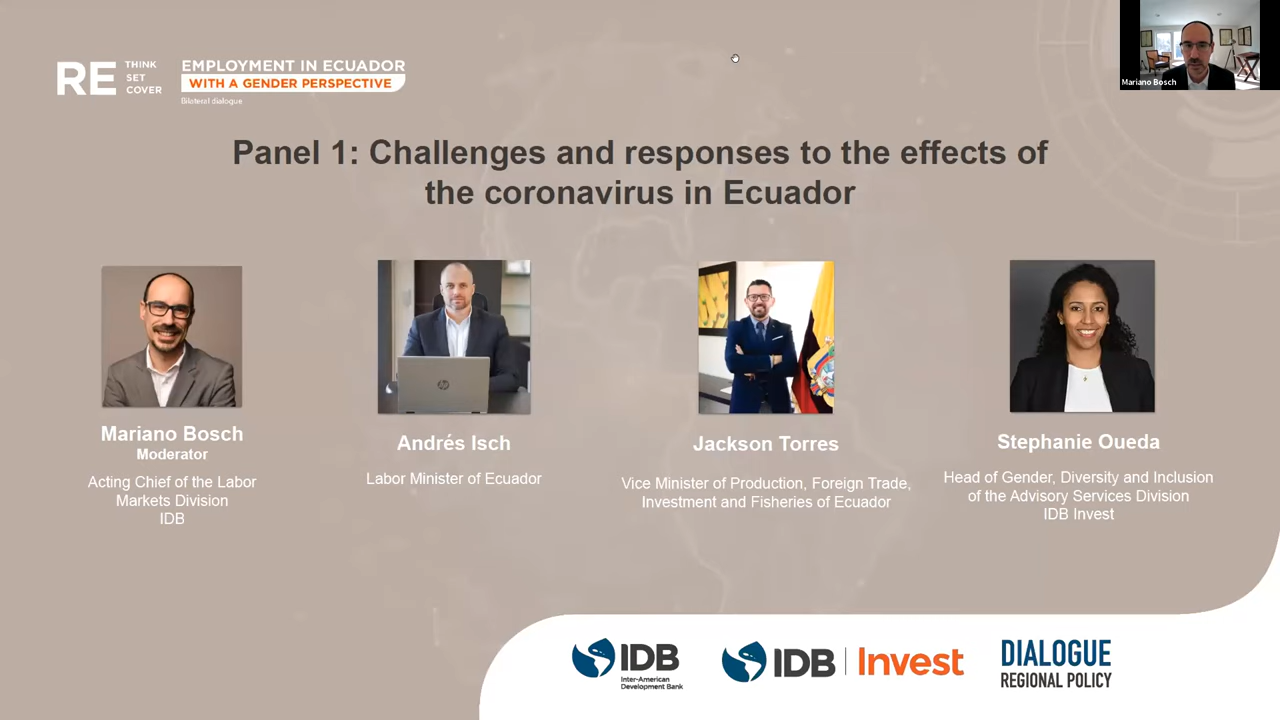 RE THINK
SET
COVER
EMPLOYMENT IN ECUADOR
WITH A GENDER PERSPECTIVE
Bilateral dialogue
Mariano Bosch
Panel 1: Challenges and responses to the effects of
the coronavirus in Ecuador
hp
Mariano Bosch
Moderator
Acting Chief of the Labor
Markets Division
IDB
Andrés Isch
Labor Minister of Ecuador
Jackson Torres
Vice Minister of Production, Foreign Trade,
Investment and Fisheries of Ecuador
Stephanie Oueda
Head of Gender, Diversity and Inclusion
of the Advisory Services Division
IDB Invest
IDB
Inter-American
Development Bank
IDB | Invest
DIALOGUE
REGIONAL POLICY